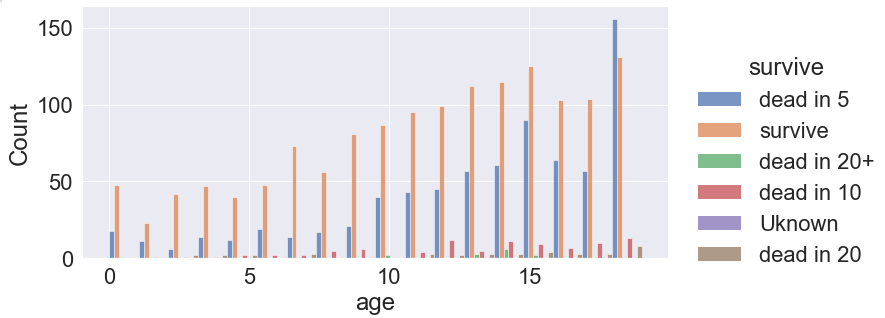 150
100
50
0
Count
0
5
10
15
age
survive
dead in 5
survive
dead in 20+
dead in 10
Uknown
dead in 20